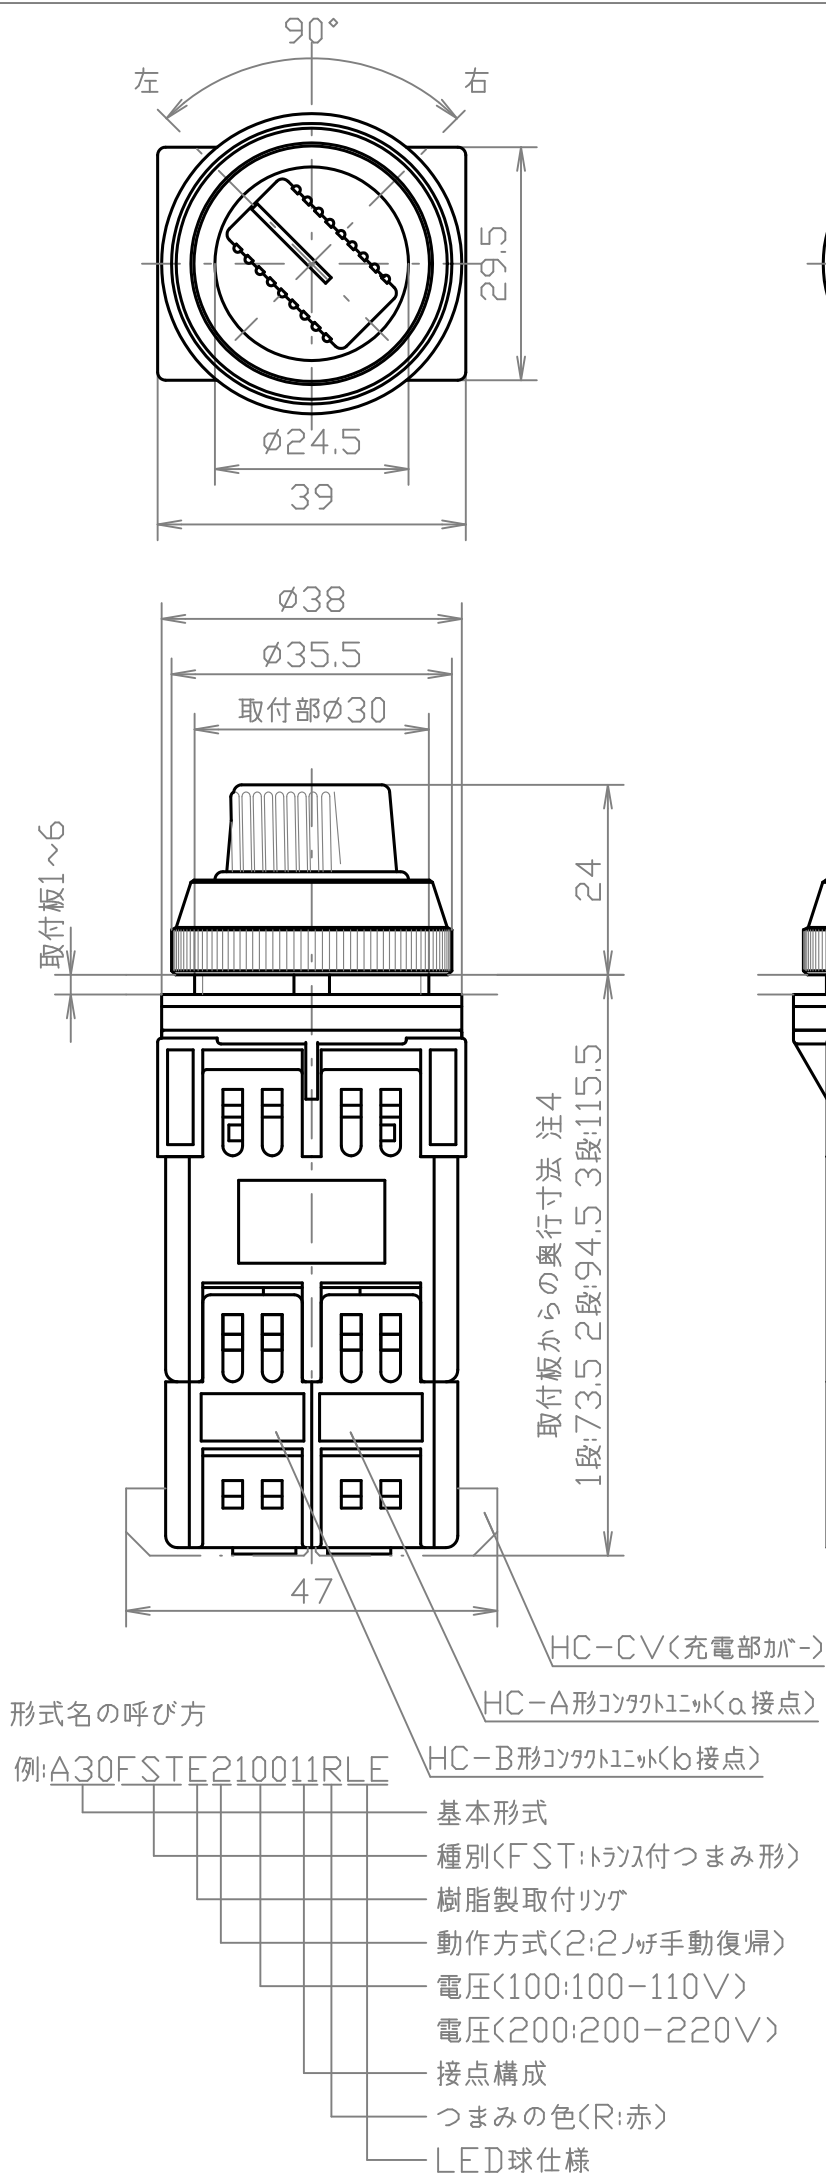 90°
左
右
29.5
φ24.5
39
φ38
φ35.5
取付部φ30
取付板1~6
24
取付板からの奥行寸法 注4
1段:73.5 2段:94.5 3段:115.5
47
HC-CV(充電部ｶﾊﾞｰ)
HC-A形ｺﾝﾀｸﾄﾕﾆｯﾄ(a接点)
HC-B形ｺﾝﾀｸﾄﾕﾆｯﾄ(b接点)
形式名の呼び方
例:A30FSTE210011RLE
基本形式
種別(FST:ﾄﾗﾝｽ付つまみ形)
樹脂製取付ﾘﾝｸﾞ
動作方式(2:2ﾉｯﾁ手動復帰)
電圧(100:100-110V)
電圧(200:200-220V)
接点構成
つまみの色(R:赤)
LED球仕様